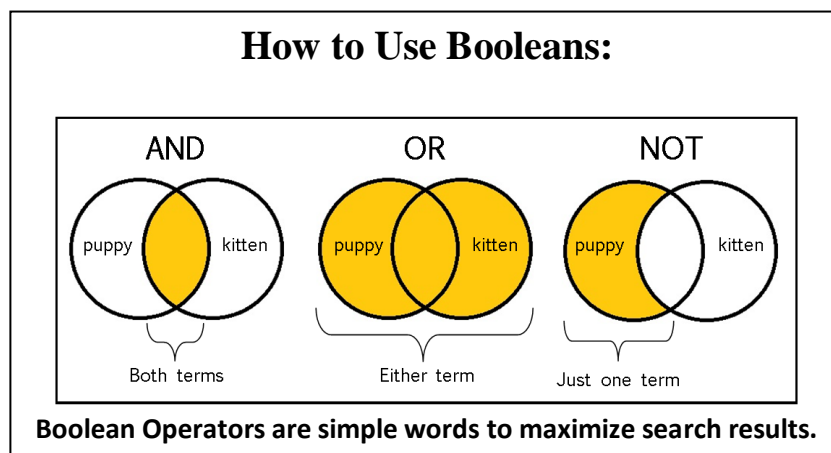 How to Use Booleans:
AND OR NOT
puppy kitten puppy kitten puppy kitten
Both terms Either term Just one term
Boolean Operators are simple words to maximize search results.